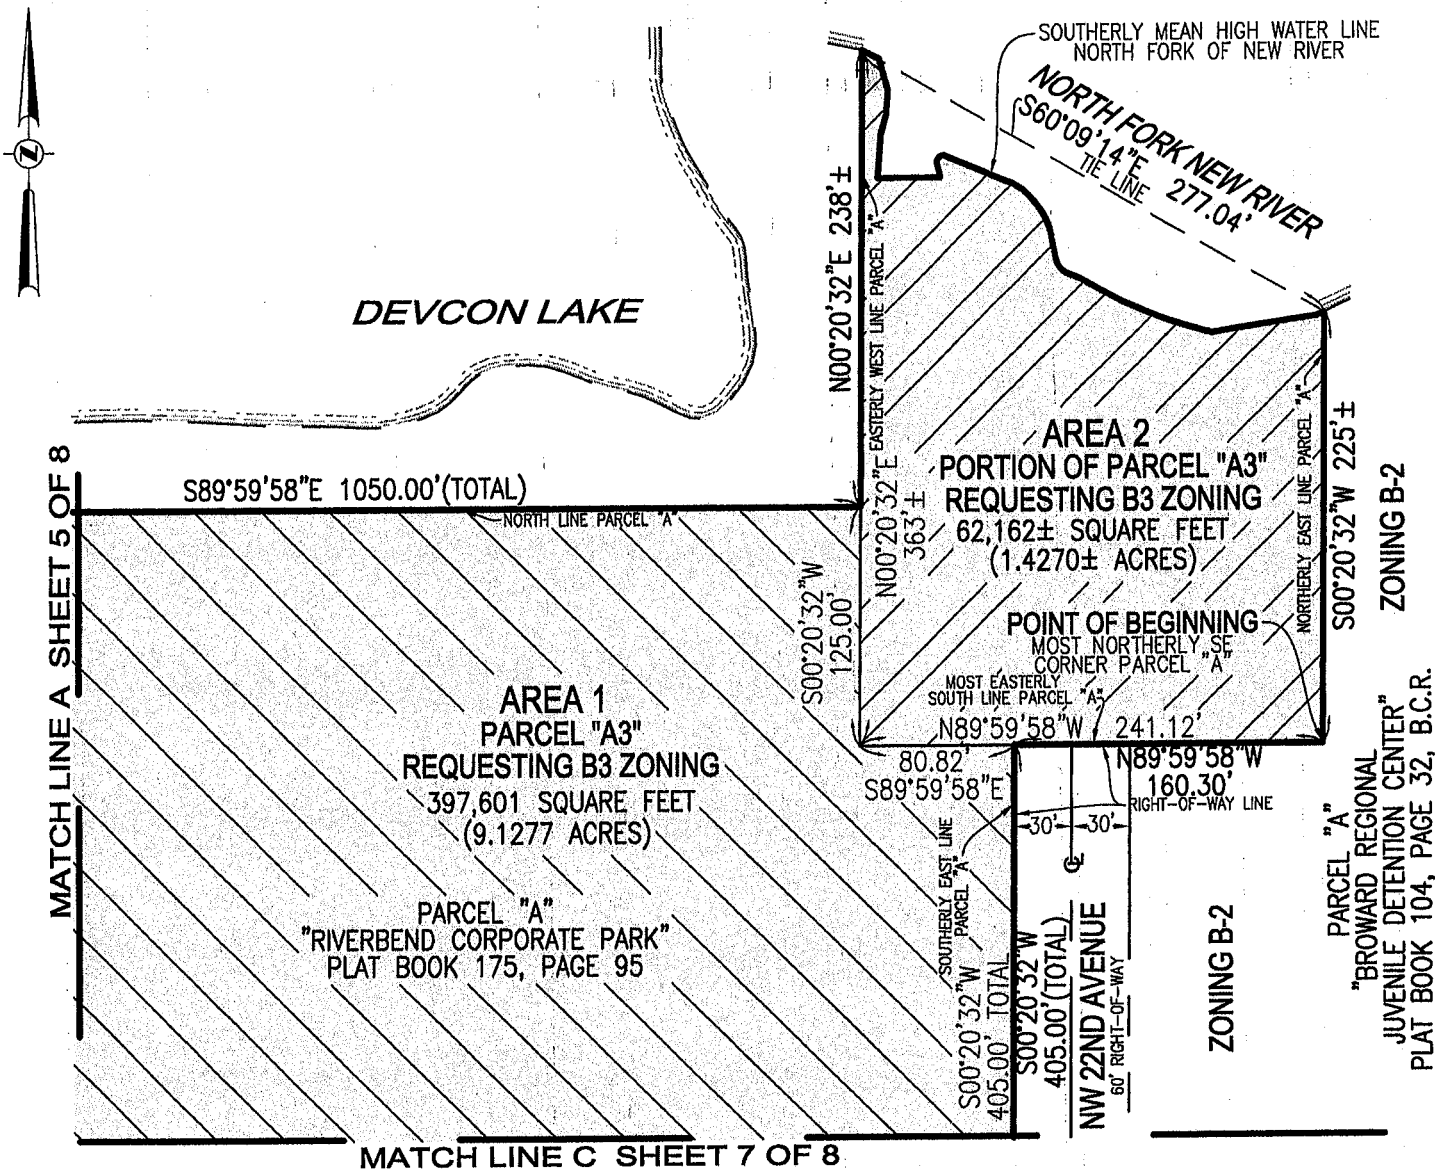 SOUTHERLY MEAN HIGH WATER LINE
NORTH FORK OF NEW RIVER
NORTH FORK NEW RIVER
S60°09'14"E 277.04'
TIE LINE
Z
DEVCON LAKE
N00°20'32"E 238'±
EASTERLY WEST LINE PARCEL "A"
N00°20'32"E
363'±
AREA 2
PORTION OF PARCEL "A3"
REQUESTING B3 ZONING
62,162± SQUARE FEET
(1.4270± ACRES)
NORTHERLY EAST LINE PARCEL "A"
S00°20'32"W 225'±
ZONING B-2
MATCH LINE A SHEET 5 OF 8
S89°59'58"E 1050.00'(TOTAL)
NORTH LINE PARCEL "A"
S00°20'32"W
125.00'
POINT OF BEGINNING
MOST NORTHERLY SE
CORNER PARCEL "A"
MOST EASTERLY
SOUTH LINE PARCEL "A"
N89°59'58"W 241.12'
80.82'
S89°59'58"E
N89°59'58"W
160.30'
RIGHT-OF-WAY LINE
30' 30'
AREA 1
PARCEL "A3"
REQUESTING B3 ZONING
397,601 SQUARE FEET
(9.1277 ACRES)
PARCEL "A"
"RIVERBEND CORPORATE PARK"
PLAT BOOK 175, PAGE 95
SOUTHERLY EAST LINE
PARCEL "A"
S00°20'32"W
405.00' TOTAL
S00°20'32"W
405.00'(TOTAL)
NW 22ND AVENUE
60' RIGHT-OF-WAY
ZONING B-2
PARCEL "A"
"BROWARD REGIONAL
JUVENILE DETENTION CENTER"
PLAT BOOK 104, PAGE 32, B.C.R.
MATCH LINE C SHEET 7 OF 8